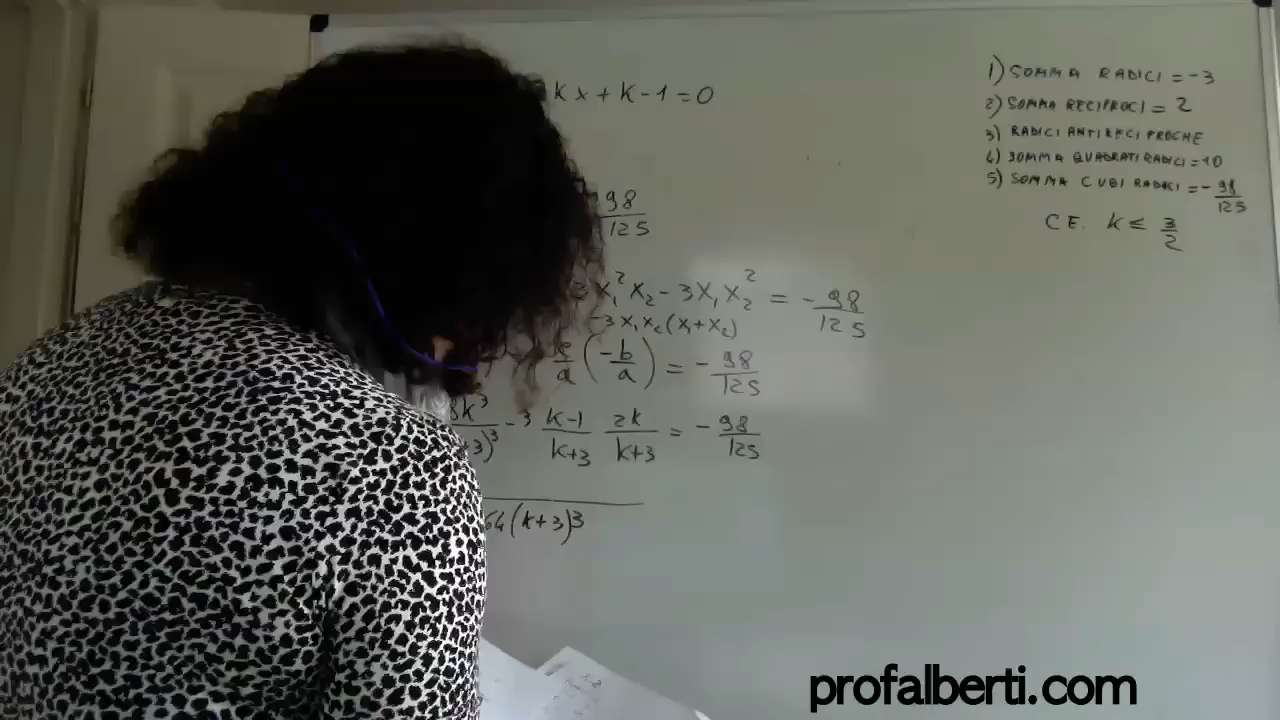 kx + k - 1 = 0
98/125
x₁²x₂ - 3x₁x₂² = - 98/125
-3x₁x₂(x₁+x₂)
c/a (-b/a) = - 98/125
8k³/+3)³ - 3 k-1/k+3 2k/k+3 = - 98/125
64(k+3)³
1) SOMMA RADICI = -3
2) SOMMA RECIPROCI = 2
3) RADICI ANTIRECIPROCHE
4) SOMMA QUADRATI RADICI = 10
5) SOMMA CUBI RADICI = - 98/125
C.E. K ≤ 3/2
profalberti.com